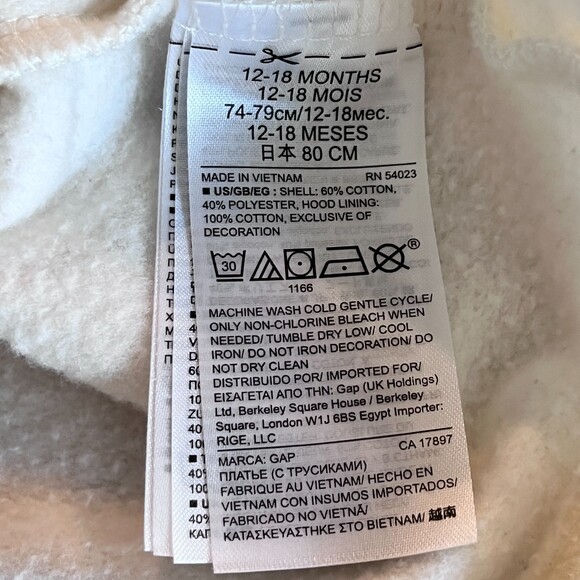 12-18 MONTHS
12-18 MOIS
74-79см/12-18мес.
12-18 MESES
日本 80 CM
MADE IN VIETNAM RN 54023
■ US/GB/EG : SHELL: 60% COTTON,
40% POLYESTER, HOOD LINING:
100% COTTON, EXCLUSIVE OF
DECORATION
30
®
1166
MACHINE WASH COLD GENTLE CYCLE/
ONLY NON-CHLORINE BLEACH WHEN
NEEDED/ TUMBLE DRY LOW/ COOL
IRON/ DO NOT IRON DECORATION/ DO
NOT DRY CLEAN
DISTRIBUIDO POR/ IMPORTED FOR/
ΕΙΣΑΓΕΤΑΙ ΑΠΟ ΤΗΝ: Gap (UK Holdings)
Ltd, Berkeley Square House / Berkeley
Square, London W1J 6BS Egypt Importer:
RIGE, LLC
MARCA: GAP CA 17897
ПЛАТЬЕ (С ТРУСИКАМИ)
FABRIQUE AU VIETNAM/ HECHO EN
VIETNAM CON INSUMOS IMPORTADOS/
FABRICADO NO VIETNÃ/
ΚΑΤΑΣΚΕΥΑΣΤΗΚΕ ΣΤΟ ΒΙΕΤΝΑΜ/ 越南